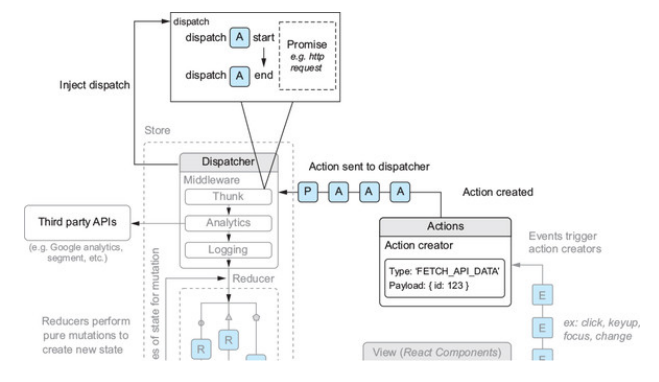 dispatch
dispatch A start
Promise
e.g. http
request
dispatch A end
Inject dispatch
Store
Dispatcher
Middleware
Thunk
Analytics
Logging
Action sent to dispatcher
P A A A
Action created
Third party APIs
(e.g. Google analytics,
segment, etc.)
Actions
Action creator
Type: 'FETCH_API_DATA'
Payload: { id: 123 }
Events trigger
action creators
E
E
E
ex: click, keyup,
focus, change
Reducer
es of state for mutation
Reducers perform
pure mutations to
create new state
R
R
View (React Components)